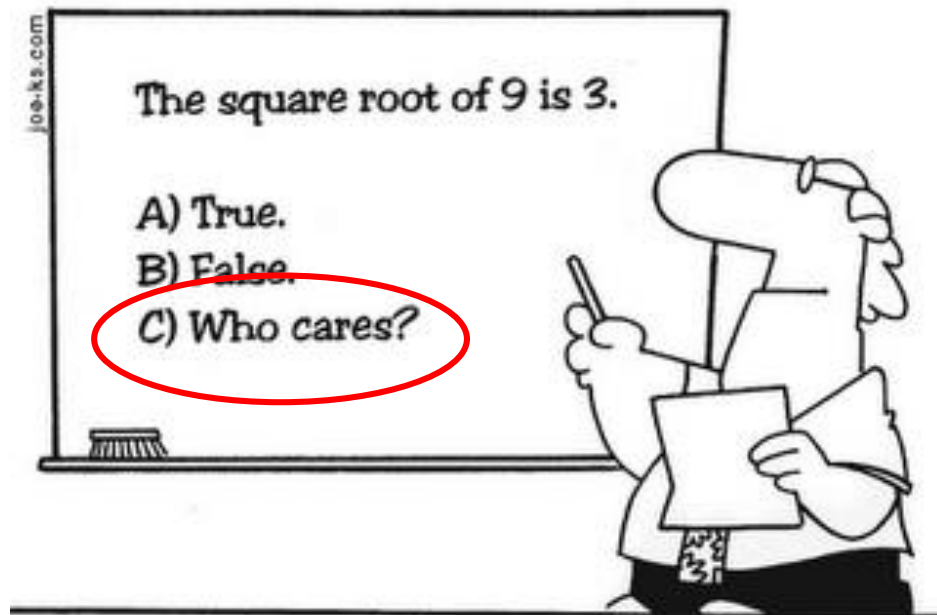 joe-ks.com
The square root of 9 is 3.
A) True.
B) False.
C) Who cares?